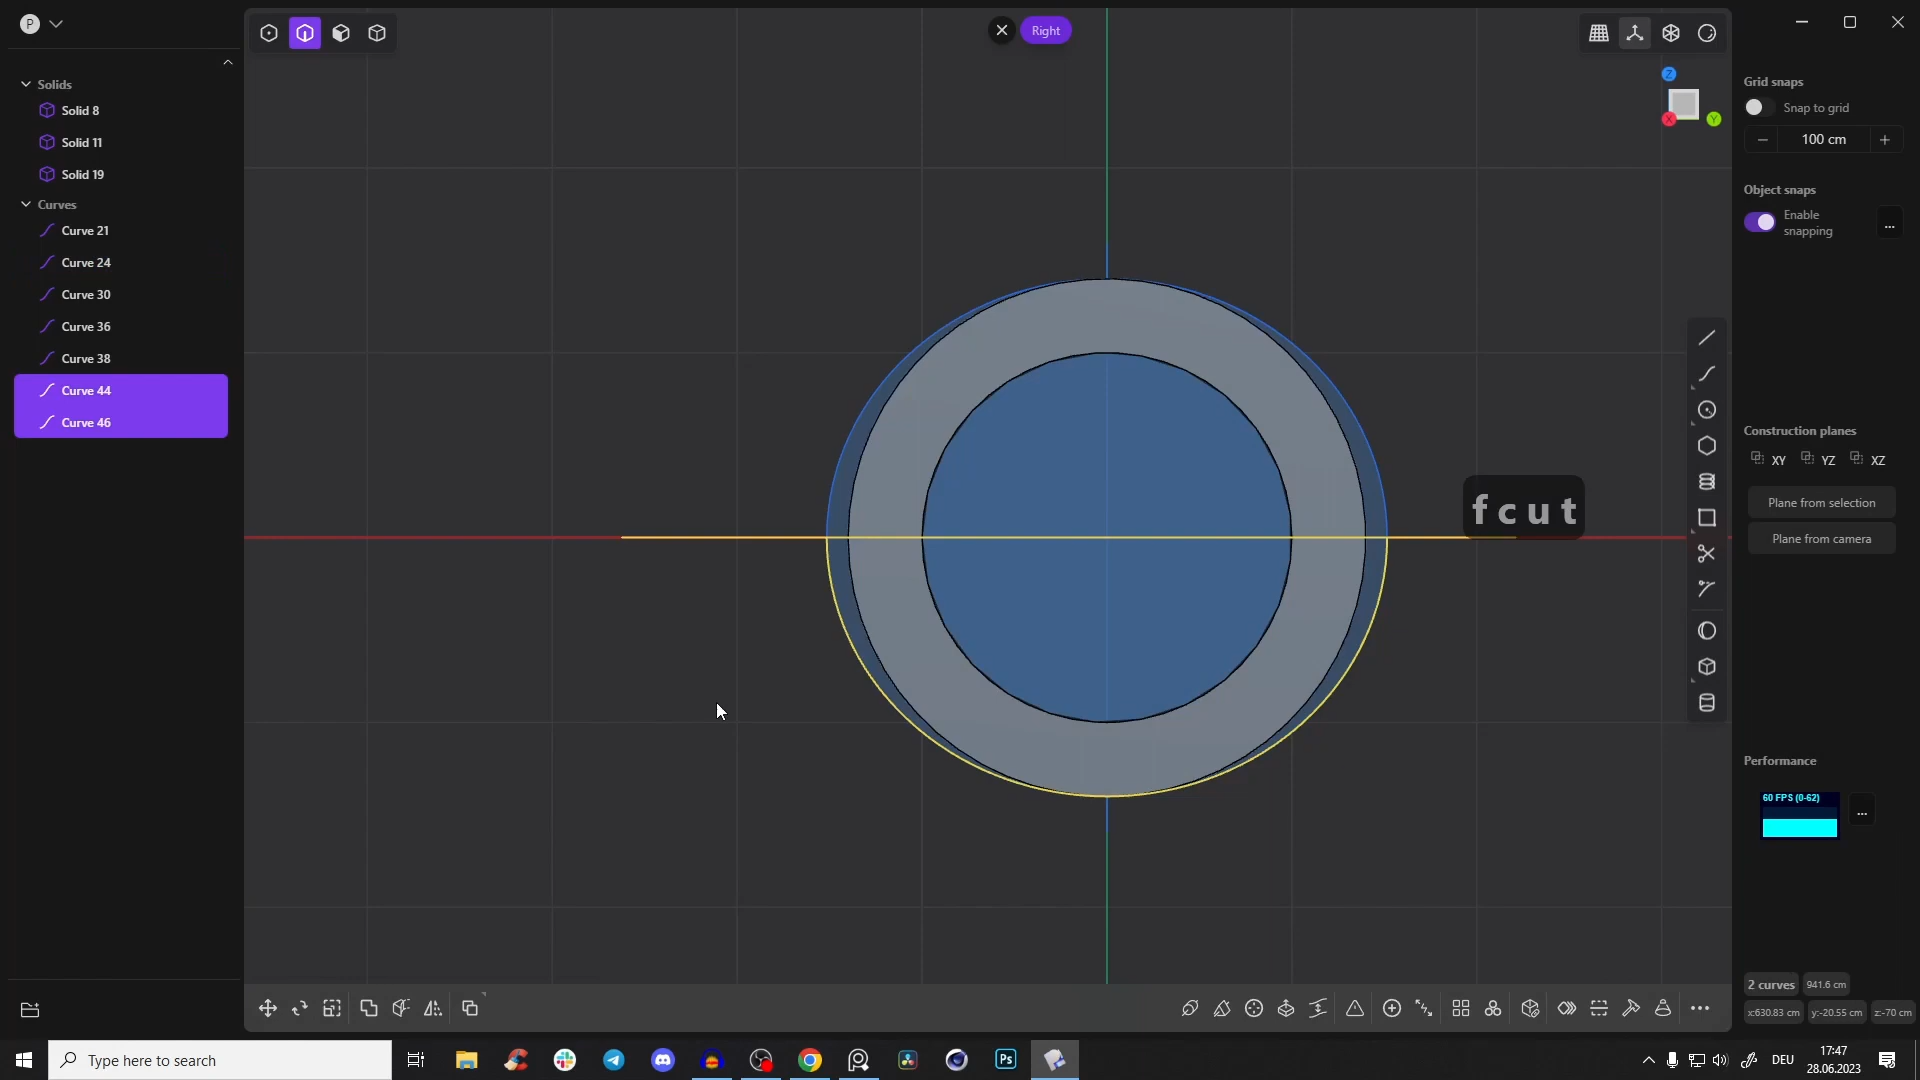 P
Right
Solids
Solid 8
Solid 11
Solid 19
Curves
Curve 21
Curve 24
Curve 30
Curve 36
Curve 38
Curve 44
Curve 46
Z
X
Y
Grid snaps
Snap to grid
100 cm
Object snaps
Enable
snapping
...
fcut
Construction planes
XY
YZ
XZ
Plane from selection
Plane from camera
Performance
60 FPS (0-62)
...
2 curves
941.6 cm
x:630.83 cm
y:-20.55 cm
z:-70 cm
Type here to search
Ps
DEU
17:47
28.06.2023